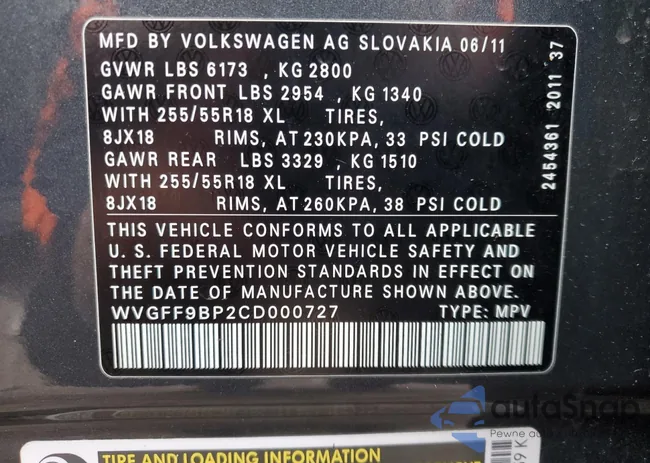 MFD BY VOLKSWAGEN AG SLOVAKIA 06/11
GVWR LBS 6173 , KG 2800
GAWR FRONT LBS 2954 , KG 1340
WITH 255/55R18 XL TIRES,
8JX18 RIMS, AT 230KPA, 33 PSI COLD
GAWR REAR LBS 3329 , KG 1510
WITH 255/55R18 XL TIRES,
8JX18 RIMS, AT 260KPA, 38 PSI COLD
2454361 2011 37
THIS VEHICLE CONFORMS TO ALL APPLICABLE
U. S. FEDERAL MOTOR VEHICLE SAFETY AND
THEFT PREVENTION STANDARDS IN EFFECT ON
THE DATE OF MANUFACTURE SHOWN ABOVE.
WVGFF9BP2CD000727 TYPE: MPV
autoSnap
Pewne au
TIRE AND LOADING INFORMATION